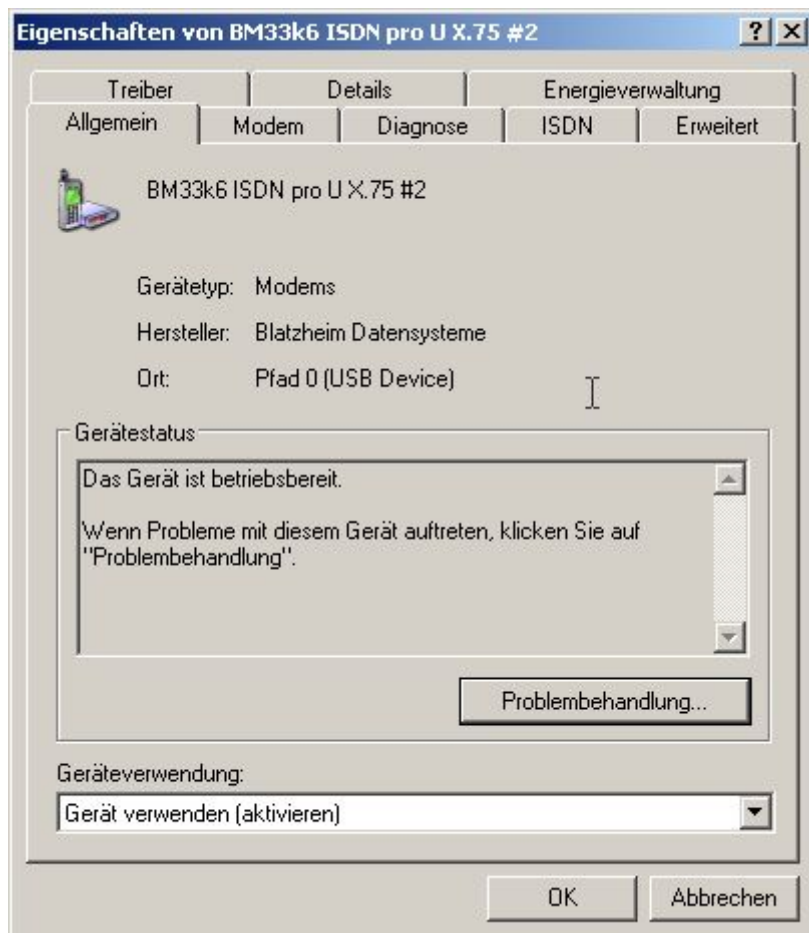 Eigenschaften von BM33k6 ISDN pro U X.75 #2
Treiber Details Energieverwaltung
Allgemein Modem Diagnose ISDN Erweitert
BM33k6 ISDN pro U X.75 #2
Gerätetyp: Modems
Hersteller: Blatzheim Datensysteme
Ort: Pfad 0 (USB Device)
Gerätestatus
Das Gerät ist betriebsbereit.
Wenn Probleme mit diesem Gerät auftreten, klicken Sie auf
"Problembehandlung".
Problembehandlung...
Geräteverwendung:
Gerät verwenden (aktivieren)
OK Abbrechen